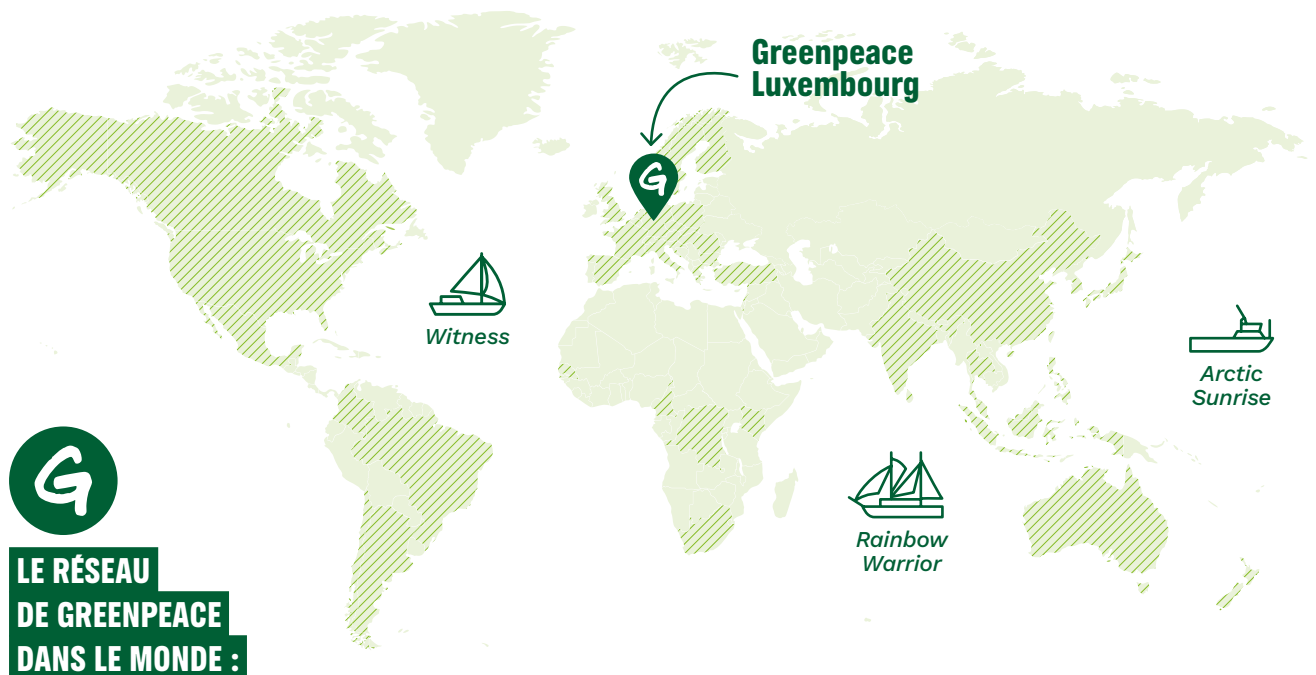 Greenpeace
Luxembourg
G
Witness
Arctic
Sunrise
Rainbow
Warrior
G
LE RÉSEAU
DE GREENPEACE
DANS LE MONDE :